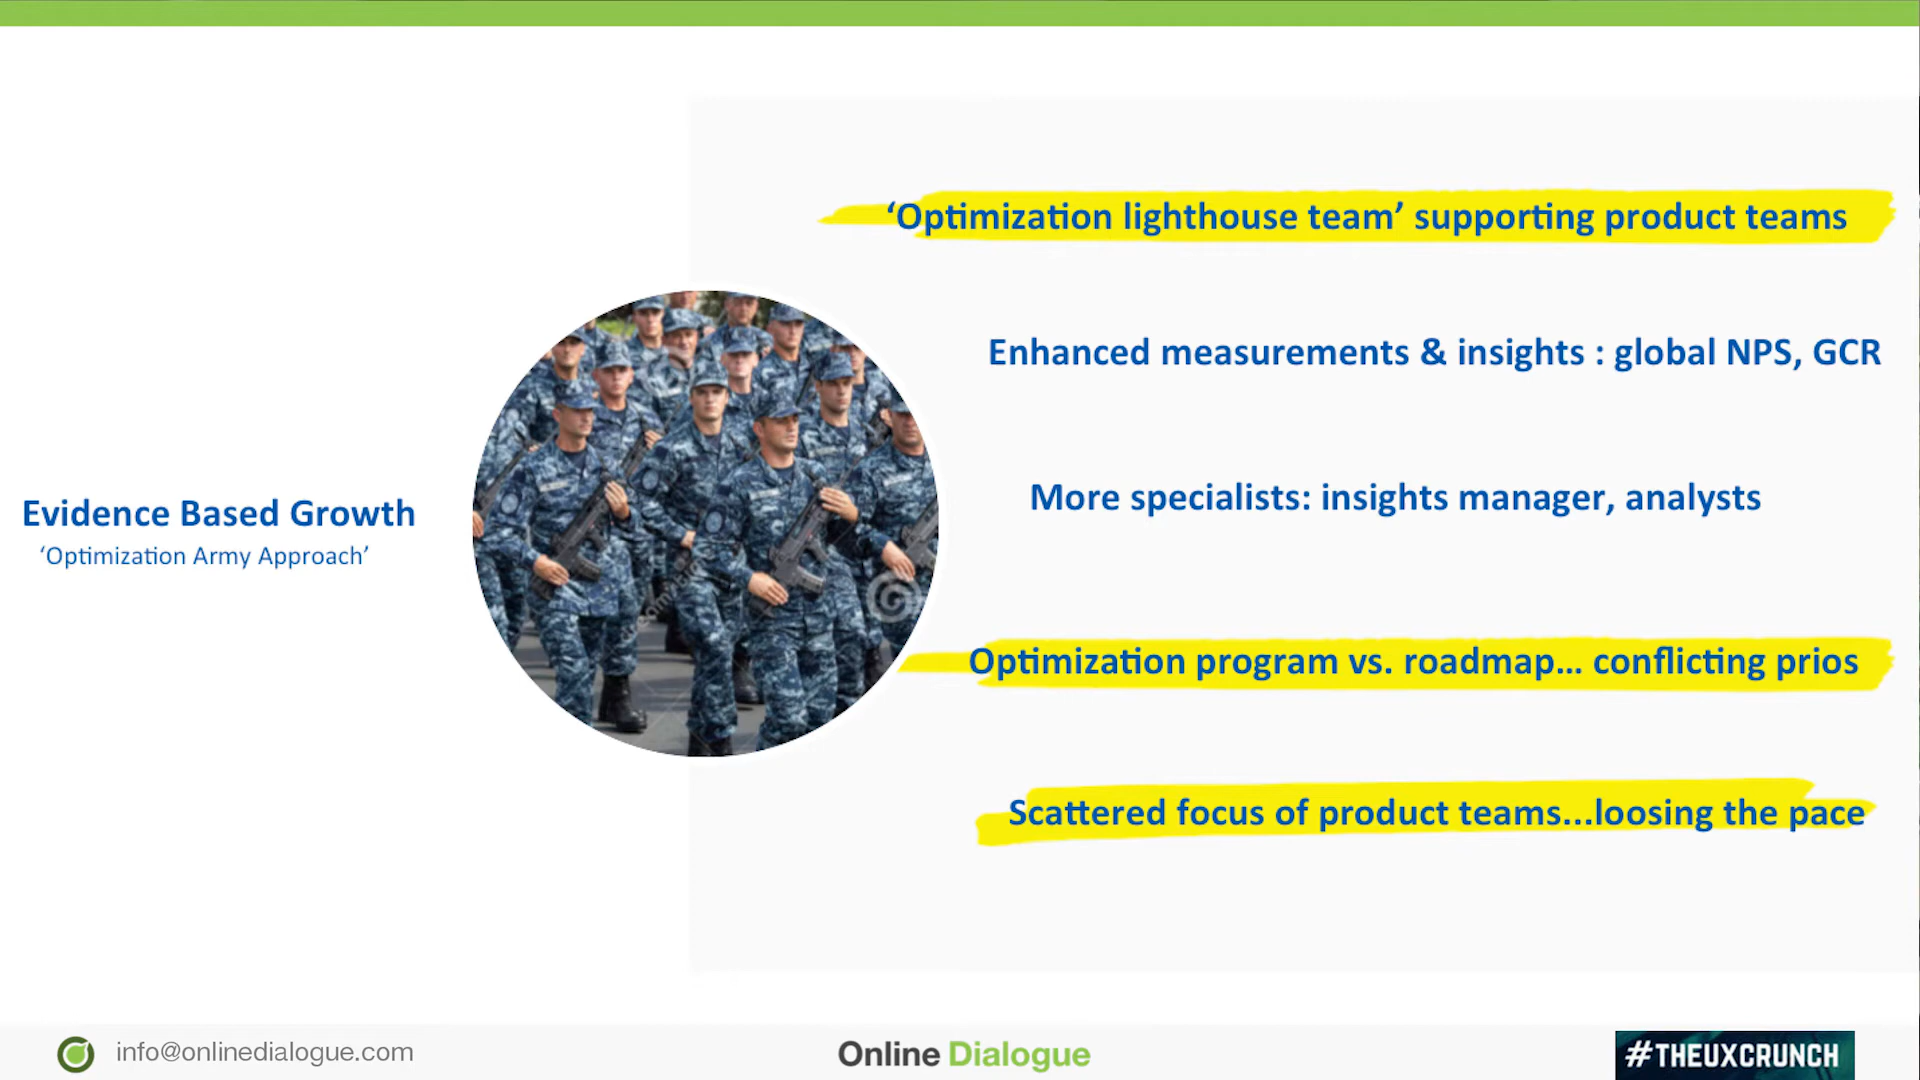 ‘Optimization lighthouse team’ supporting product teams
Enhanced measurements & insights : global NPS, GCR
More specialists: insights manager, analysts
Evidence Based Growth
‘Optimization Army Approach’
Optimization program vs. roadmap... conflicting prios
Scattered focus of product teams...loosing the pace
info@onlinedialogue.com
Online Dialogue
#THEUXCRUNCH